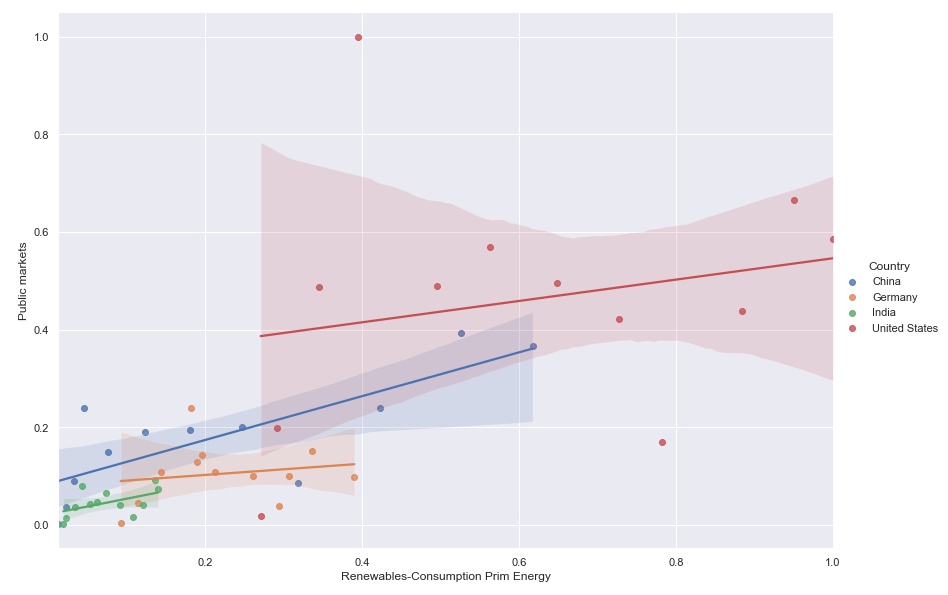 1.0
0.8
0.6
0.4
0.2
0.0
Public markets
0.2
0.4
0.6
0.8
1.0
Renewables-Consumption Prim Energy
Country
China
Germany
India
United States